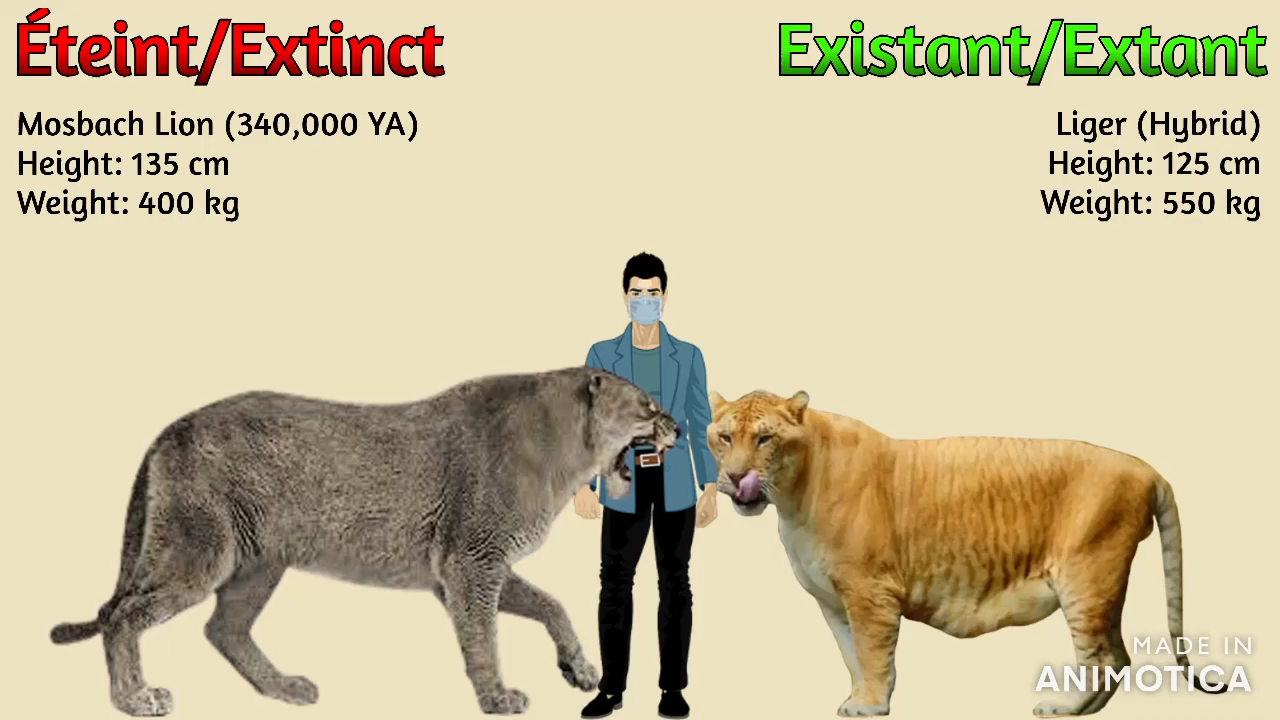 Éteint/Extinct
Existant/Extant
Mosbach Lion (340,000 YA)
Height: 135 cm
Weight: 400 kg
Liger (Hybrid)
Height: 125 cm
Weight: 550 kg
MADE IN
ANIMOTICA